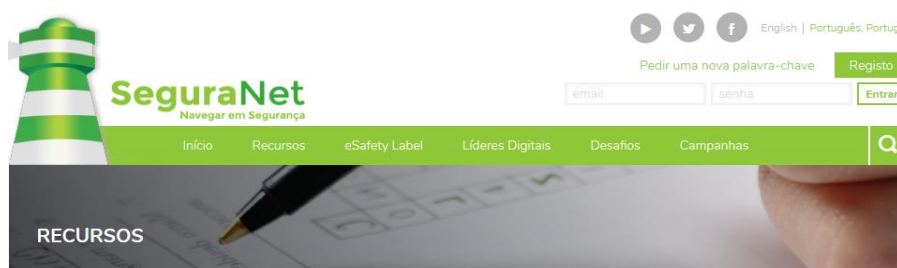 English | Português, Portug
Pedir uma nova palavra-chave
Registo
SeguraNet
Navegar em Segurança
email
senha
Entrar
Início
Recursos
eSafety Label
Líderes Digitais
Desafios
Campanhas
RECURSOS